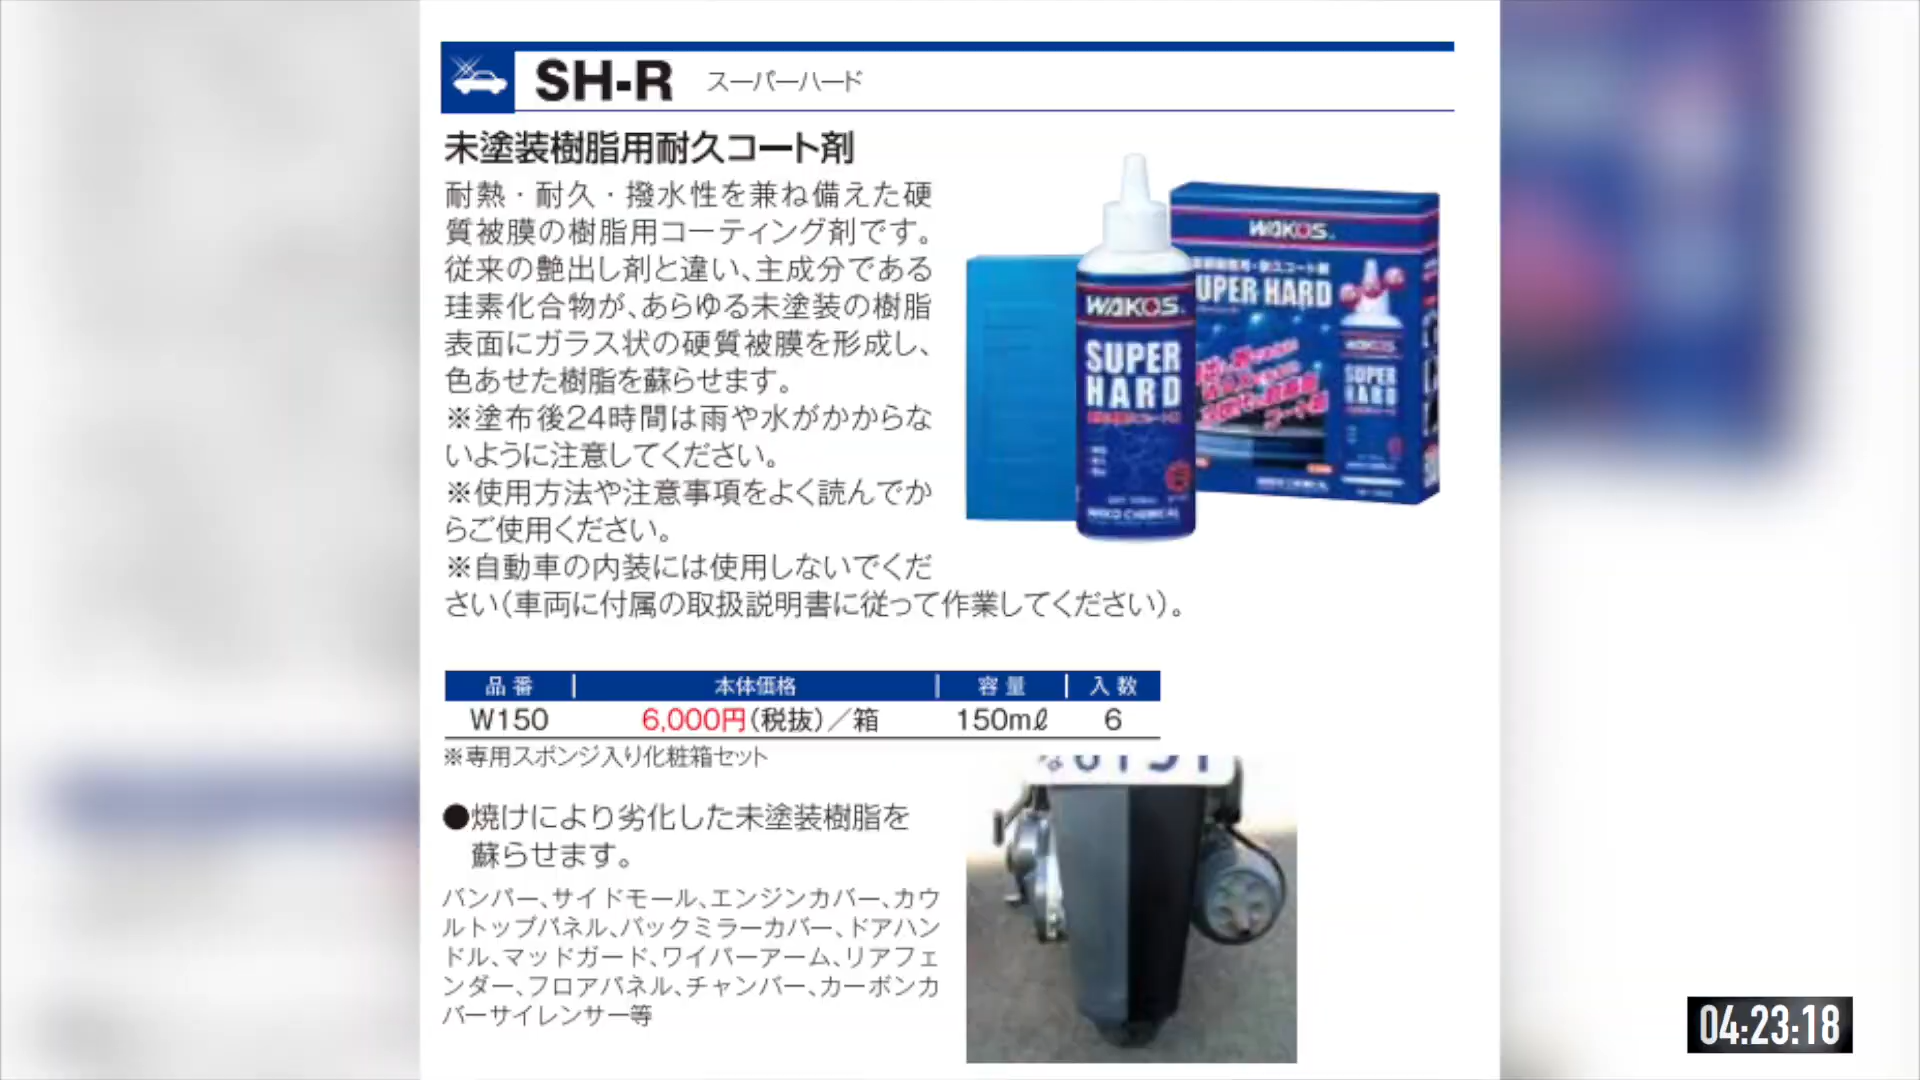 SH-R スーパーハード
未塗装樹脂用耐久コート剤
耐熱・耐久・撥水性を兼ね備えた硬
質被膜の樹脂用コーティング剤です。
従来の艶出し剤と違い、主成分である
珪素化合物が、あらゆる未塗装の樹脂
表面にガラス状の硬質被膜を形成し、
色あせた樹脂を蘇らせます。
※塗布後24時間は雨や水がかからな
いように注意してください。
※使用方法や注意事項をよく読んでか
らご使用ください。
※自動車の内装には使用しないでくだ
さい(車両に付属の取扱説明書に従って作業してください)。
WAKO'S
SUPER
HARD
WAKO CHEMICAL
WAKO'S
SUPER HARD
WAKO'S
SUPER
HARD
品番 本体価格 容量 入数
W150 6,000円(税抜)/箱 150mℓ 6
※専用スポンジ入り化粧箱セット
●焼けにより劣化した未塗装樹脂を
蘇らせます。
バンパー、サイドモール、エンジンカバー、カウ
ルトップパネル、バックミラーカバー、ドアハン
ドル、マッドガード、ワイパーアーム、リアフェ
ンダー、フロアパネル、チャンバー、カーボンカ
バーサイレンサー等
04:23:18